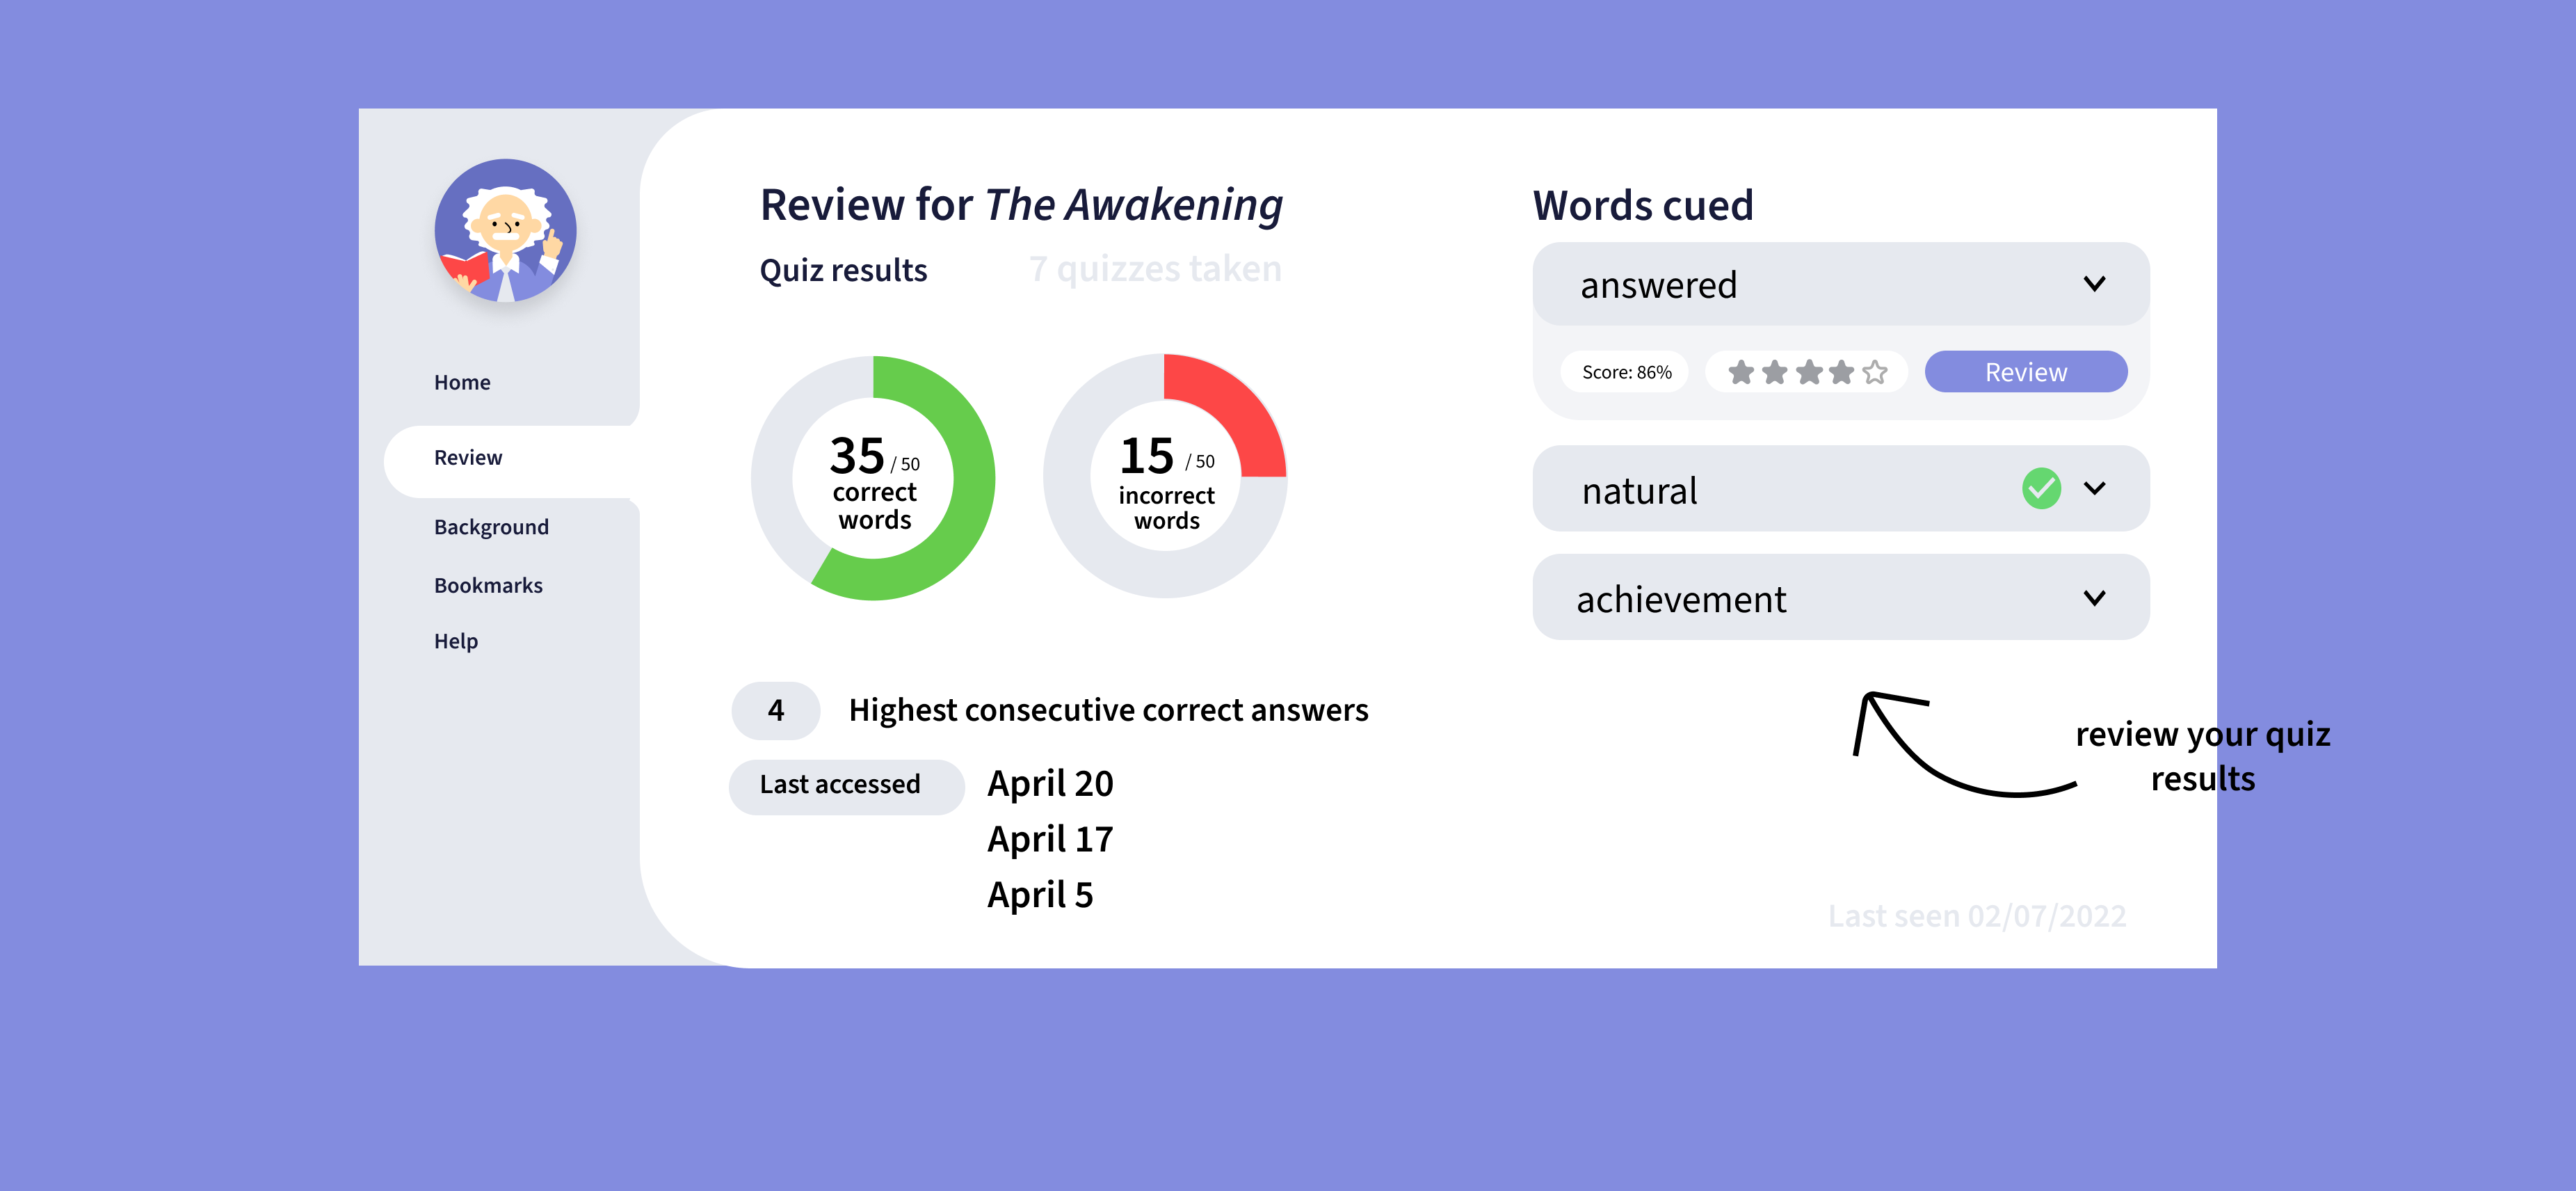 Home
Review
Background
Bookmarks
Help
Review for The Awakening
Quiz results
7 quizzes taken
35 / 50
correct
words
15 / 50
incorrect
words
4
Highest consecutive correct answers
Last accessed
April 20
April 17
April 5
Words cued
answered
Score: 86%
Review
natural
achievement
review your quiz
results
Last seen 02/07/2022